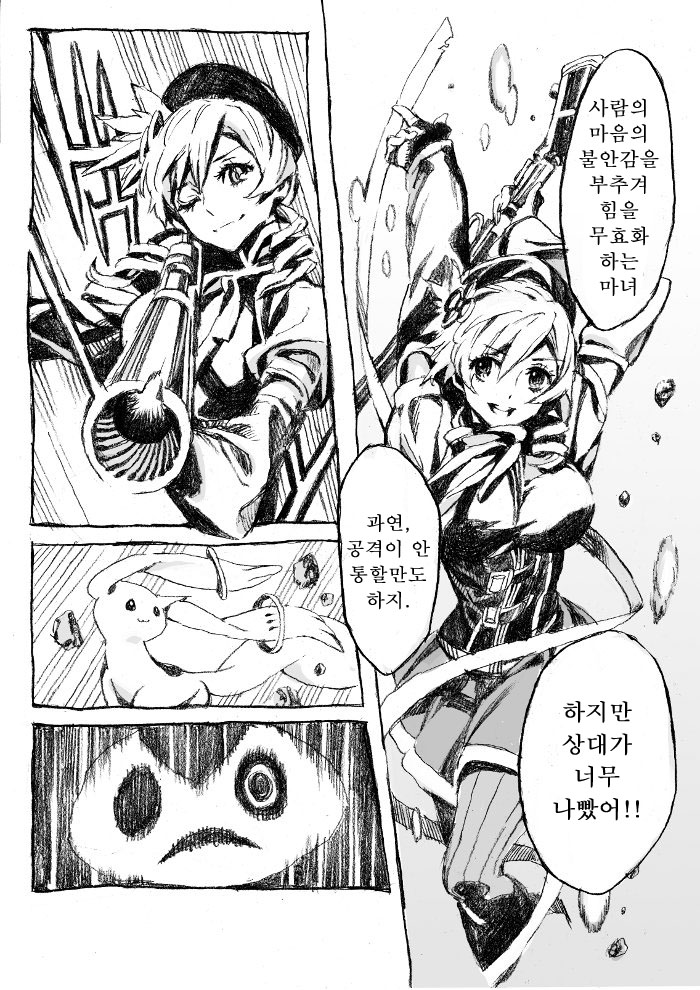 사람의
마음의
불안감을
부추겨
힘을
무효화
하는
마녀
과연,
공격이 안
통할만도
하지.
하지만
상대가
너무
나빴어!!